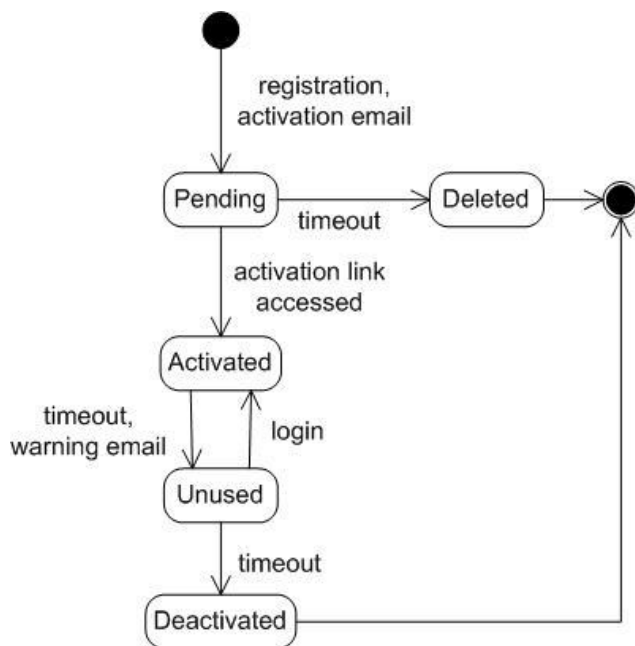 registration,
activation email
Pending
timeout
Deleted
activation link
accessed
Activated
timeout,
warning email
login
Unused
timeout
Deactivated